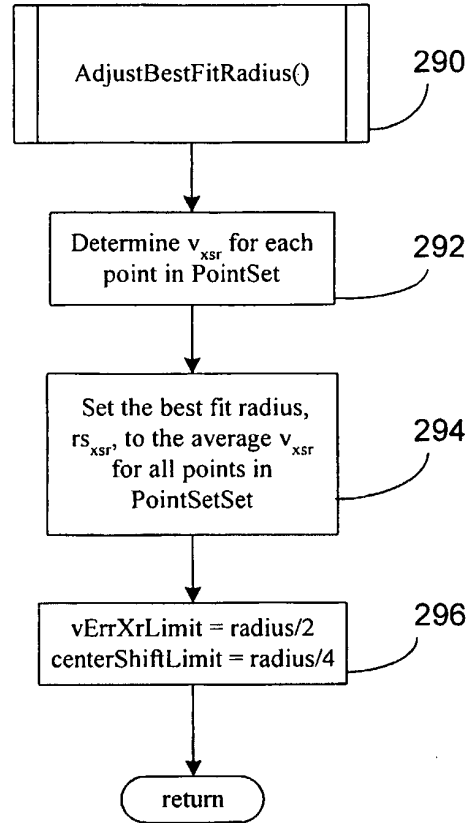 AdjustBestFitRadius()
290
Determine v_xsr for each
point in PointSet
292
Set the best fit radius,
rs_xsr, to the average v_xsr
for all points in
PointSetSet
294
vErrXrLimit = radius/2
centerShiftLimit = radius/4
296
return